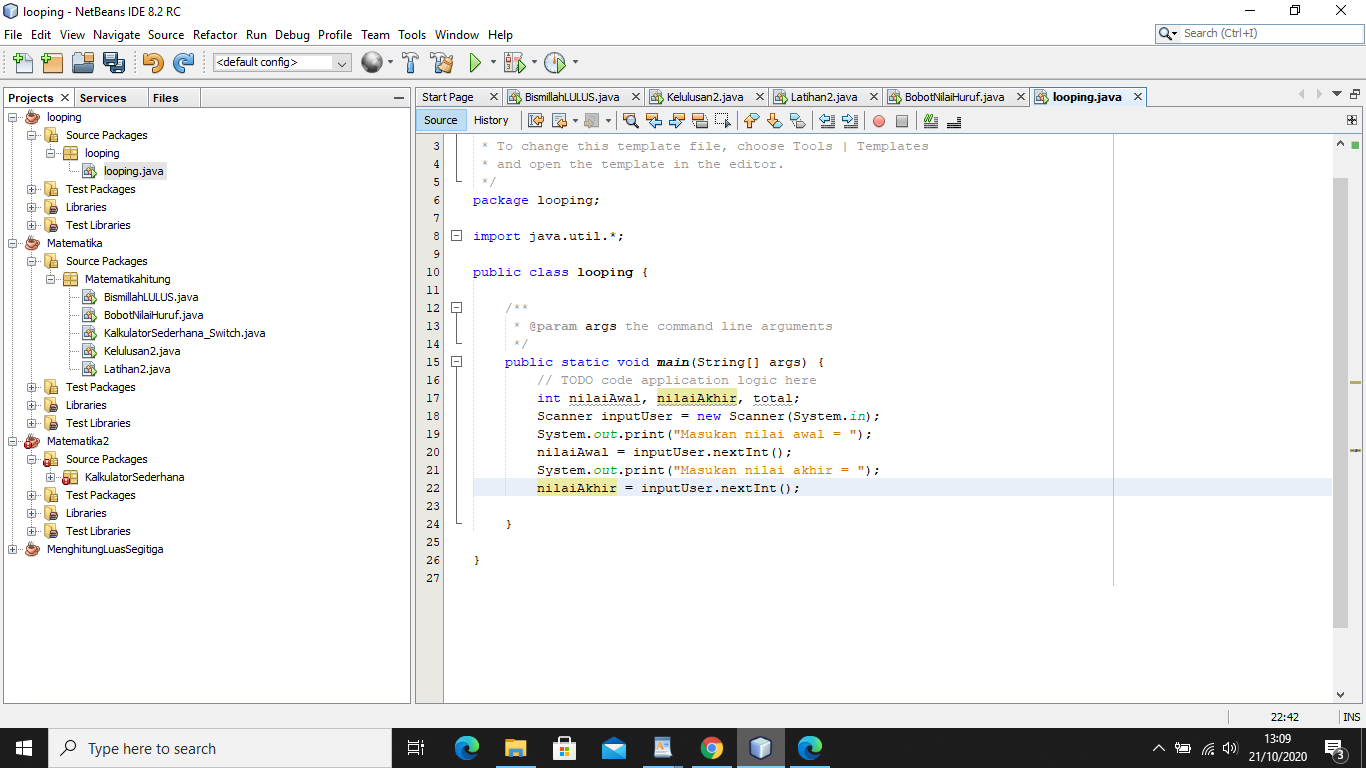 looping - NetBeans IDE 8.2 RC
File Edit View Navigate Source Refactor Run Debug Profile Team Tools Window Help
Search (Ctrl+I)
<default config>
Projects Services Files
looping
Source Packages
looping
looping.java
Test Packages
Libraries
Test Libraries
Matematika
Source Packages
Matematikahitung
BismillahLULUS.java
BobotNilaiHuruf.java
KalkulatorSederhana_Switch.java
Kelulusan2.java
Latihan2.java
Test Packages
Libraries
Test Libraries
Matematika2
Source Packages
KalkulatorSederhana
Test Packages
Libraries
Test Libraries
MenghitungLuasSegitiga
Start Page BismillahLULUS.java Kelulusan2.java Latihan2.java BobotNilaiHuruf.java looping.java
Source History
3 * To change this template file, choose Tools | Templates
4 * and open the template in the editor.
5 */
6 package looping;
7
8 import java.util.*;
9
10 public class looping {
11
12 /**
13 * @param args the command line arguments
14 */
15 public static void main(String[] args) {
16 // TODO code application logic here
17 int nilaiAwal, nilaiAkhir, total;
18 Scanner inputUser = new Scanner(System.in);
19 System.out.print("Masukan nilai awal = ");
20 nilaiAwal = inputUser.nextInt();
21 System.out.print("Masukan nilai akhir = ");
22 nilaiAkhir = inputUser.nextInt();
23
24 }
25
26 }
27
22:42 INS
Type here to search
13:09
21/10/2020
3